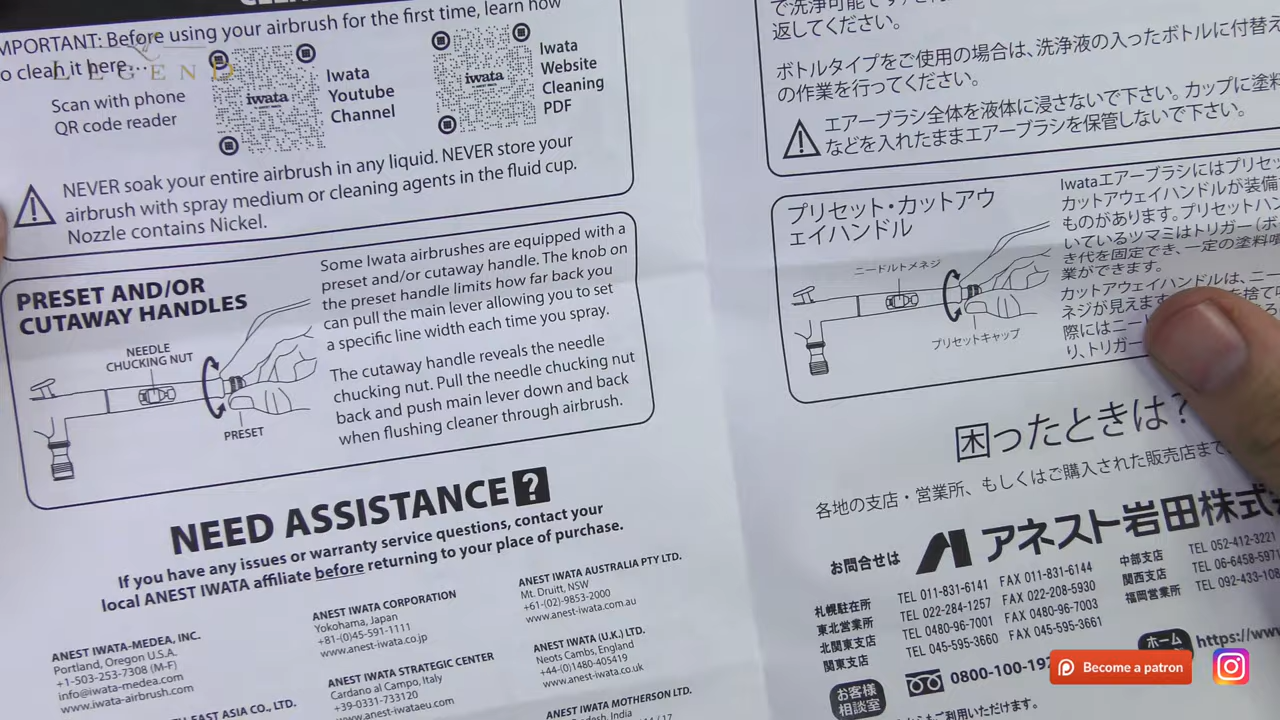 IMPORTANT: Before using your airbrush for the first time, learn how
to clean it here...
LEGEND
Scan with phone
QR code reader
iwata
Iwata
Youtube
Channel
iwata
Iwata
Website
Cleaning
PDF
NEVER soak your entire airbrush in any liquid. NEVER store your
airbrush with spray medium or cleaning agents in the fluid cup.
Nozzle contains Nickel.
PRESET AND/OR
CUTAWAY HANDLES
NEEDLE
CHUCKING NUT
PRESET
Some Iwata airbrushes are equipped with a
preset and/or cutaway handle. The knob on
the preset handle limits how far back you
can pull the main lever allowing you to set
a specific line width each time you spray.
The cutaway handle reveals the needle
chucking nut. Pull the needle chucking nut
back and push main lever down and back
when flushing cleaner through airbrush.
NEED ASSISTANCE?
If you have any issues or warranty service questions, contact your
local ANEST IWATA affiliate before returning to your place of purchase.
ANEST IWATA-MEDEA, INC.
Portland, Oregon U.S.A.
+1-503-253-7308 (M-F)
info@iwata-medea.com
www.iwata-airbrush.com
EAST ASIA CO., LTD.
ANEST IWATA CORPORATION
Yokohama, Japan
+81-(0)45-591-1111
www.anest-iwata.co.jp
ANEST IWATA STRATEGIC CENTER
Cardano al Campo, Italy
+39-0331-733120
www.anest-iwataeu.com
ANEST IWATA AUSTRALIA PTY LTD.
Mt. Druitt, NSW
+61-(02)-9853-2000
www.anest-iwata.com.au
ANEST IWATA (U.K.) LTD.
Neots Cambs, England
+44-(0)1480-405419
www.anest-iwata.co.uk
ANEST IWATA MOTHERSON LTD.
India
返してください。
ボトルタイプをご使用の場合は、洗浄液の入ったボトルに付替え
の作業を行ってください。
エアーブラシ全体を液体に浸さないで下さい。カップに塗料
などを入れたままエアーブラシを保管しないで下さい。
プリセット・カットアウ
ェイハンドル
ニードルトメネジ
プリセットキャップ
Iwataエアーブラシにはプリセッ
カットアウェイハンドルが装備
ものがあります。プリセットハン
いているツマミはトリガー(ボ
き代を固定でき、一定の塗料噴
業ができます。
カットアウェイハンドルは、ニー
ネジが見えます
際にはニー
り、トリガー
困ったときは?
各地の支店・営業所、もしくはご購入された販売店まで
お問合せは アネスト岩田株式
札幌駐在所 TEL 011-831-6141 FAX 011-831-6144
東北営業所 TEL 022-284-1257 FAX 022-208-5930
北関東支店 TEL 0480-96-7001 FAX 0480-96-7003
関東支店 TEL 045-595-3660 FAX 045-595-3661
中部支店 TEL 052-412-3221
関西支店 TEL 06-6458-597
福岡営業所 TEL 092-433-108
お客様
相談室
0800-100-192
ホーム
https://www
もご利用いただけます。
Become a patron